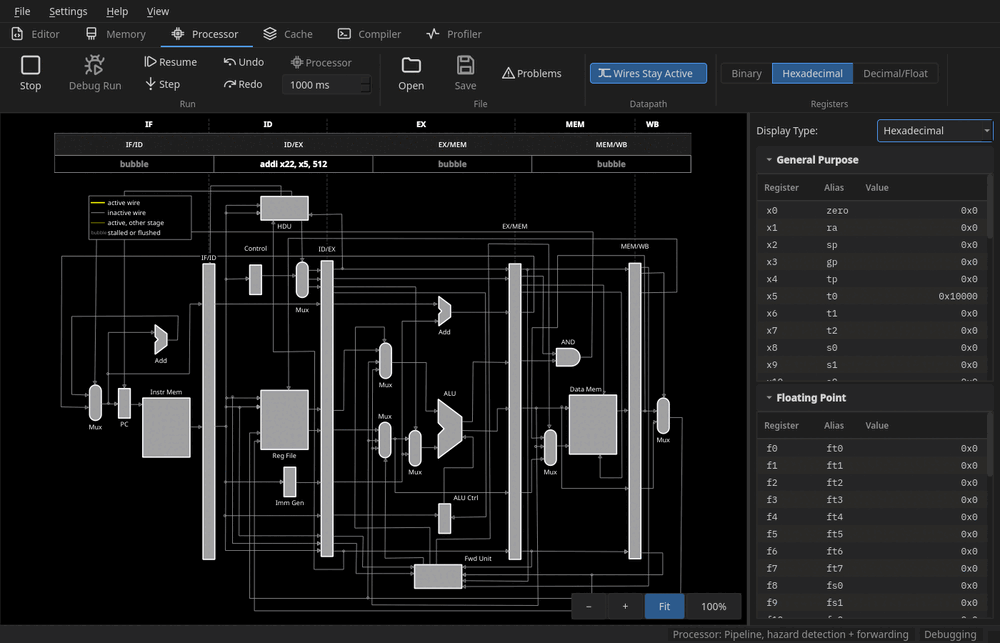 File Settings Help View
Editor Memory Processor Cache Compiler Profiler
Stop
Debug Run
Resume
Step
Undo
Redo
Processor
1000 ms
Run
Open
Save
Problems
File
Wires Stay Active
Datapath
Binary Hexadecimal Decimal/Float
Registers
IF ID EX MEM WB
IF/ID ID/EX EX/MEM MEM/WB
bubble addi x22, x5, 512 bubble bubble
active wire
inactive wire
active, other stage
bubble stalled or flushed
HDU
EX/MEM
Control
ID/EX
MEM/WB
IF/ID
Mux
Add
AND
Add
Mux
Instr Mem
Data Mem
ALU
Mux
PC
Mux
Mux
Reg File
Mux
Mux
Imm Gen
ALU Ctrl
Fwd Unit
− + Fit 100%
Display Type: Hexadecimal
General Purpose
Register Alias Value
x0 zero 0x0
x1 ra 0x0
x2 sp 0x0
x3 gp 0x0
x4 tp 0x0
x5 t0 0x10000
x6 t1 0x0
x7 t2 0x0
x8 s0 0x0
x9 s1 0x0
Floating Point
Register Alias Value
f0 ft0 0x0
f1 ft1 0x0
f2 ft2 0x0
f3 ft3 0x0
f4 ft4 0x0
f5 ft5 0x0
f6 ft6 0x0
f7 ft7 0x0
f8 fs0 0x0
f9 fs1 0x0
Processor: Pipeline, hazard detection + forwarding Debugging